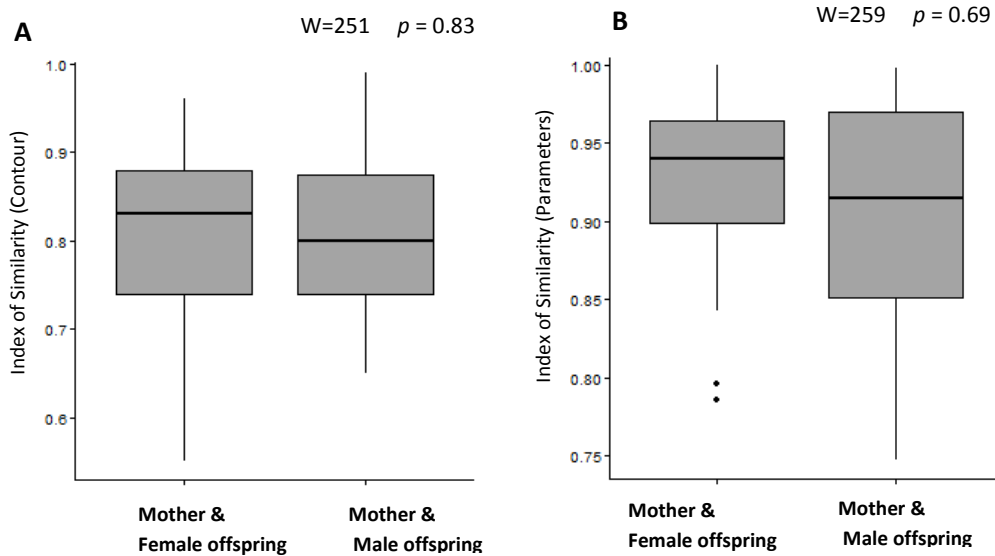 A
W=251 p = 0.83
Index of Similarity (Contour)
1.0
0.9
0.8
0.7
0.6
Mother &
Female offspring
Mother &
Male offspring
B
W=259 p = 0.69
Index of Similarity (Parameters)
1.00
0.95
0.90
0.85
0.80
0.75
Mother &
Female offspring
Mother &
Male offspring